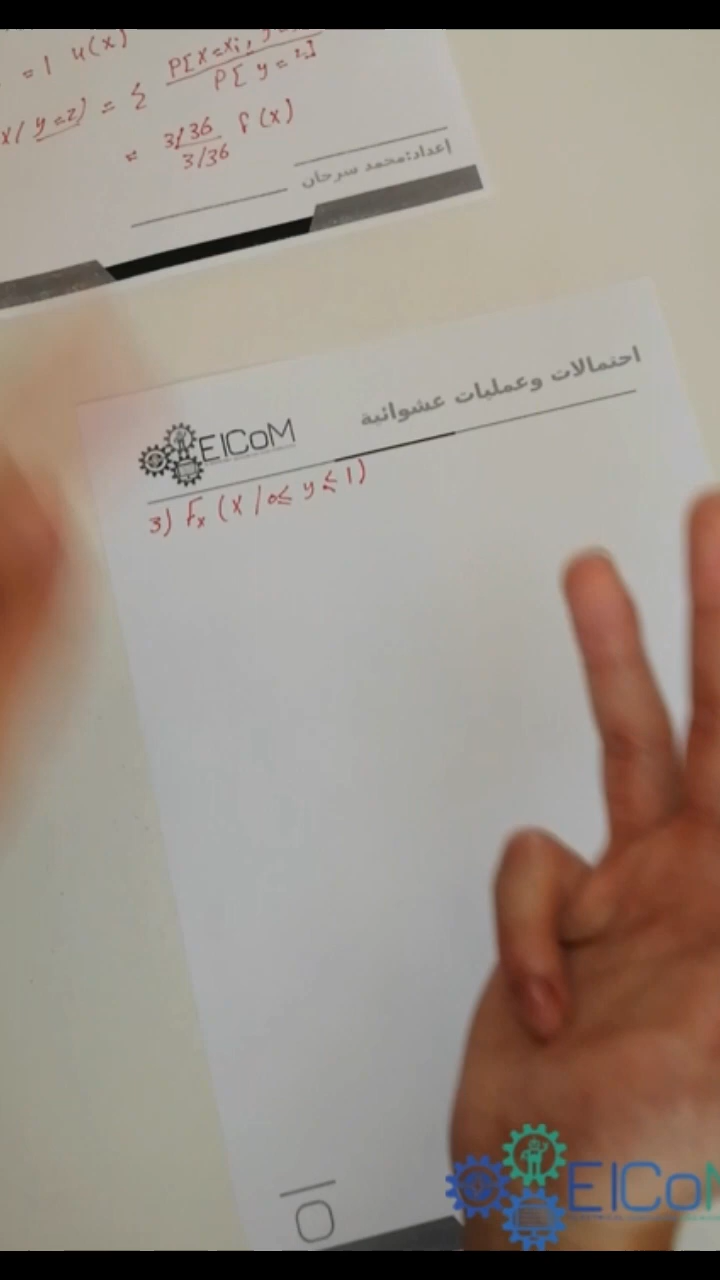 = 1 u(x)
x / y=2) = ξ P[X=xi, y
P[ y = 2]
= 3/36 δ(x)
3/36
إعداد:محمد سرحان
EICoM
احتمالات وعمليات عشوائية
3) Fx (X / 0≤ y ≤ 1)
10
EICoM